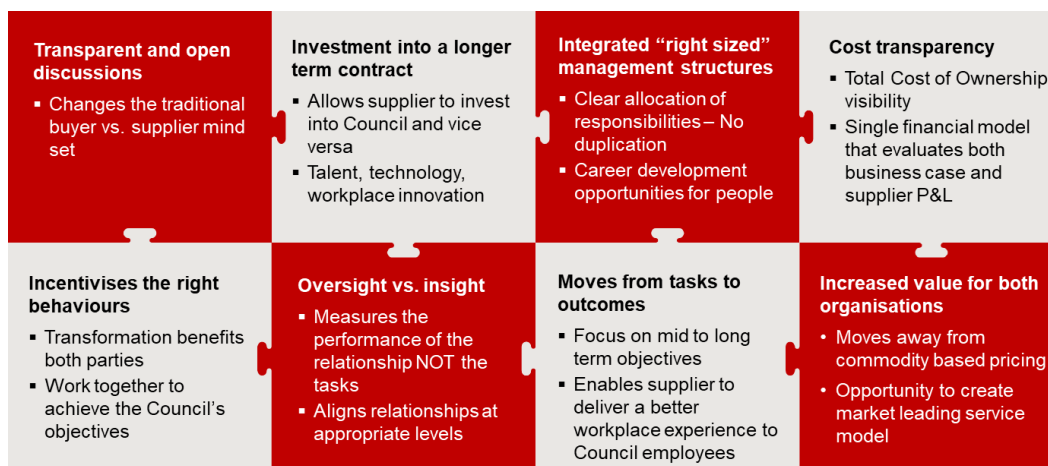 Transparent and open
discussions
▪ Changes the traditional
buyer vs. supplier mind
set
Investment into a longer
term contract
▪ Allows supplier to invest
into Council and vice
versa
▪ Talent, technology,
workplace innovation
Integrated “right sized”
management structures
▪ Clear allocation of
responsibilities – No
duplication
▪ Career development
opportunities for people
Cost transparency
▪ Total Cost of Ownership
visibility
▪ Single financial model
that evaluates both
business case and
supplier P&L
Incentivises the right
behaviours
▪ Transformation benefits
both parties
▪ Work together to
achieve the Council’s
objectives
Oversight vs. insight
▪ Measures the
performance of the
relationship NOT the
tasks
▪ Aligns relationships at
appropriate levels
Moves from tasks to
outcomes
▪ Focus on mid to long
term objectives
▪ Enables supplier to
deliver a better
workplace experience to
Council employees
Increased value for both
organisations
• Moves away from
commodity based pricing
• Opportunity to create
market leading service
model